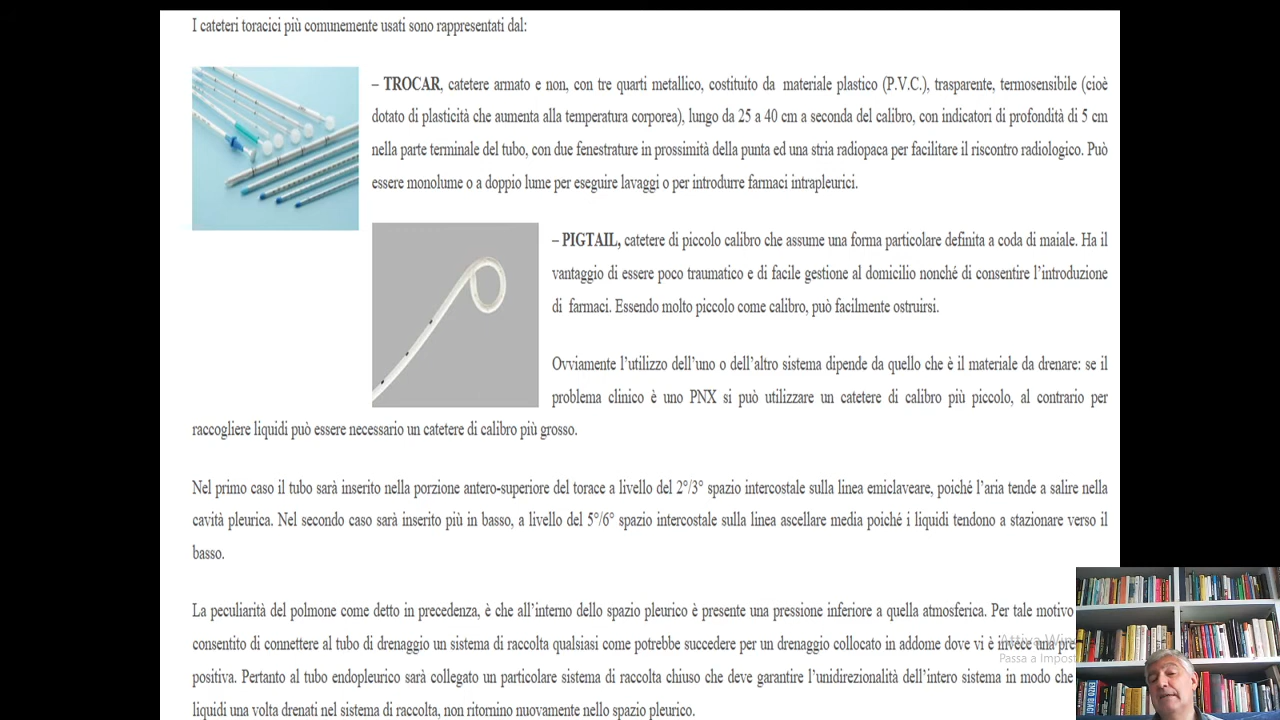 I cateteri toracici più comunemente usati sono rappresentati dal:
– TROCAR, catetere armato e non, con tre quarti metallico, costituito da materiale plastico (P.V.C.), trasparente, termosensibile (cioè
dotato di plasticità che aumenta alla temperatura corporea), lungo da 25 a 40 cm a seconda del calibro, con indicatori di profondità di 5 cm
nella parte terminale del tubo, con due fenestrature in prossimità della punta ed una stria radiopaca per facilitare il riscontro radiologico. Può
essere monolume o a doppio lume per eseguire lavaggi o per introdurre farmaci intrapleurici.
– PIGTAIL, catetere di piccolo calibro che assume una forma particolare definita a coda di maiale. Ha il
vantaggio di essere poco traumatico e di facile gestione al domicilio nonché di consentire l’introduzione
di farmaci. Essendo molto piccolo come calibro, può facilmente ostruirsi.
Ovviamente l’utilizzo dell’uno o dell’altro sistema dipende da quello che è il materiale da drenare: se il
problema clinico è uno PNX si può utilizzare un catetere di calibro più piccolo, al contrario per
raccogliere liquidi può essere necessario un catetere di calibro più grosso.
Nel primo caso il tubo sarà inserito nella porzione antero-superiore del torace a livello del 2°/3° spazio intercostale sulla linea emiclaveare, poiché l’aria tende a salire nella
cavità pleurica. Nel secondo caso sarà inserito più in basso, a livello del 5°/6° spazio intercostale sulla linea ascellare media poiché i liquidi tendono a stazionare verso il
basso.
La peculiarità del polmone come detto in precedenza, è che all’interno dello spazio pleurico è presente una pressione inferiore a quella atmosferica. Per tale motivo
consentito di connettere al tubo di drenaggio un sistema di raccolta qualsiasi come potrebbe succedere per un drenaggio collocato in addome dove vi è invece una pre
positiva. Pertanto al tubo endopleurico sarà collegato un particolare sistema di raccolta chiuso che deve garantire l’unidirezionalità dell’intero sistema in modo che
liquidi una volta drenati nel sistema di raccolta, non ritornino nuovamente nello spazio pleurico.
Attiva Win
Passa a Impost
ENZO BIAGI